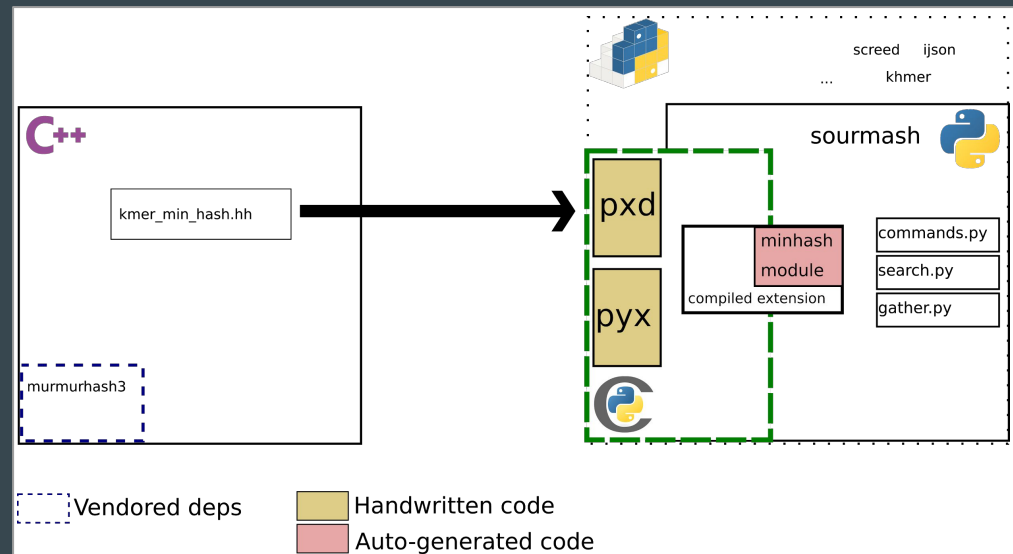 C++
kmer_min_hash.hh
murmurhash3
screed ijson
... khmer
sourmash
pxd
pyx
minhash
module
compiled extension
commands.py
search.py
gather.py
C
Vendored deps
Handwritten code
Auto-generated code